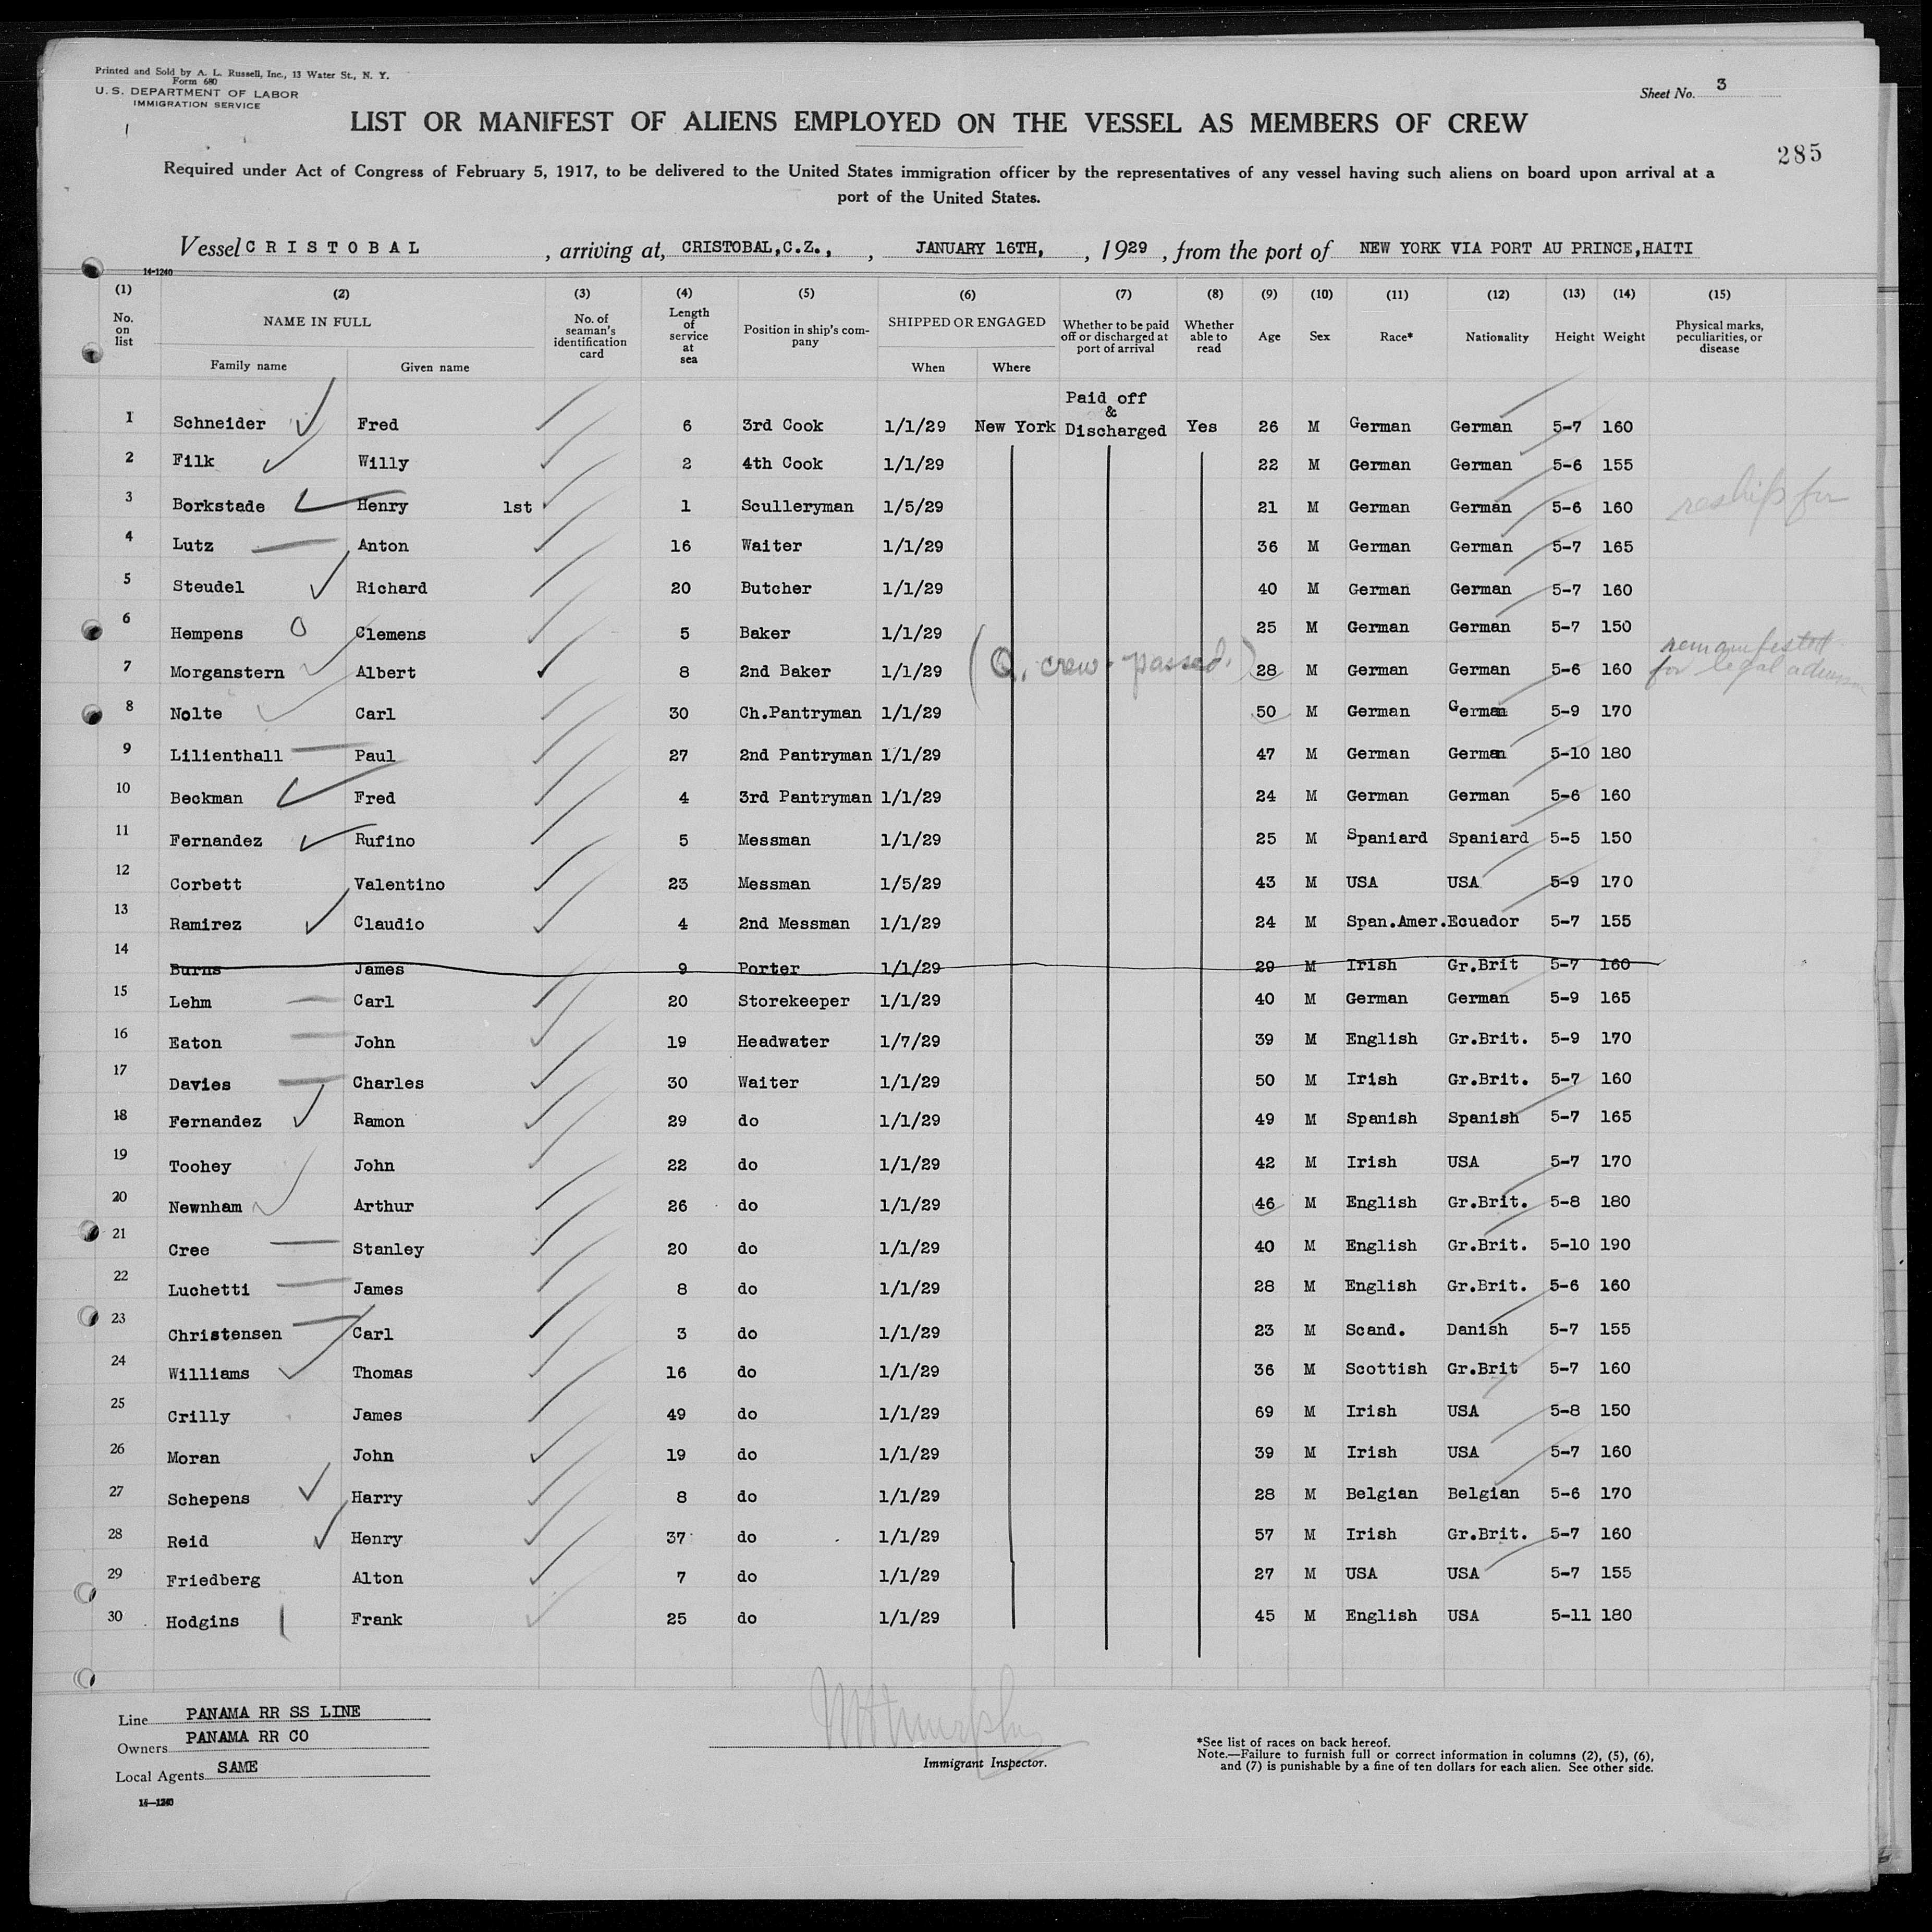 Printed and Sold by A. L. Russell, Inc., 13 Water St., N. Y.
Form 680
U. S. DEPARTMENT OF LABOR
IMMIGRATION SERVICE
Sheet No. 3
LIST OR MANIFEST OF ALIENS EMPLOYED ON THE VESSEL AS MEMBERS OF CREW
285
Required under Act of Congress of February 5, 1917, to be delivered to the United States immigration officer by the representatives of any vessel having such aliens on board upon arrival at a
port of the United States.
Vessel CRISTOBAL, arriving at, CRISTOBAL,C.Z., , JANUARY 16TH, , 1929, from the port of NEW YORK VIA PORT AU PRINCE,HAITI
14-1240
(1) (2) (3) (4) (5) (6) (7) (8) (9) (10) (11) (12) (13) (14) (15)
No. on list NAME IN FULL Family name Given name No. of seaman's identification card Length of service at sea Position in ship's company SHIPPED OR ENGAGED When Where Whether to be paid off or discharged at port of arrival Whether able to read Age Sex Race* Nationality Height Weight Physical marks, peculiarities, or disease
1 Schneider Fred 6 3rd Cook 1/1/29 New York Paid off & Discharged Yes 26 M German German 5-7 160
2 Filk Willy 2 4th Cook 1/1/29 22 M German German 5-6 155
3 Borkstade Henry 1st 1 Sculleryman 1/5/29 21 M German German 5-6 160 reship for
4 Lutz Anton 16 Waiter 1/1/29 36 M German German 5-7 165
5 Steudel Richard 20 Butcher 1/1/29 40 M German German 5-7 160
6 Hempens Clemens 5 Baker 1/1/29 25 M German German 5-7 150
7 Morganstern Albert 8 2nd Baker 1/1/29 (Q. crew passed.) 28 M German German 5-6 160 remanifested for legal
8 Nolte Carl 30 Ch.Pantryman 1/1/29 50 M German German 5-9 170
9 Lilienthall Paul 27 2nd Pantryman 1/1/29 47 M German German 5-10 180
10 Beckman Fred 4 3rd Pantryman 1/1/29 24 M German German 5-6 160
11 Fernandez Rufino 5 Messman 1/1/29 25 M Spaniard Spaniard 5-5 150
12 Corbett Valentino 23 Messman 1/5/29 43 M USA USA 5-9 170
13 Ramirez Claudio 4 2nd Messman 1/1/29 24 M Span.Amer. Ecuador 5-7 155
14 Burns James 9 Porter 1/1/29 29 M Irish Gr.Brit 5-7 160
15 Lehm Carl 20 Storekeeper 1/1/29 40 M German German 5-9 165
16 Eaton John 19 Headwater 1/7/29 39 M English Gr.Brit. 5-9 170
17 Davies Charles 30 Waiter 1/1/29 50 M Irish Gr.Brit. 5-7 160
18 Fernandez Ramon 29 do 1/1/29 49 M Spanish Spanish 5-7 165
19 Toohey John 22 do 1/1/29 42 M Irish USA 5-7 170
20 Newnham Arthur 26 do 1/1/29 46 M English Gr.Brit. 5-8 180
21 Cree Stanley 20 do 1/1/29 40 M English Gr.Brit. 5-10 190
22 Luchetti James 8 do 1/1/29 28 M English Gr.Brit. 5-6 160
23 Christensen Carl 3 do 1/1/29 23 M Scand. Danish 5-7 155
24 Williams Thomas 16 do 1/1/29 36 M Scottish Gr.Brit 5-7 160
25 Crilly James 49 do 1/1/29 69 M Irish USA 5-8 150
26 Moran John 19 do 1/1/29 39 M Irish USA 5-7 160
27 Schepens Harry 8 do 1/1/29 28 M Belgian Belgian 5-6 170
28 Reid Henry 37 do 1/1/29 57 M Irish Gr.Brit. 5-7 160
29 Friedberg Alton 7 do 1/1/29 27 M USA USA 5-7 155
30 Hodgins Frank 25 do 1/1/29 45 M English USA 5-11 180
Line PANAMA RR SS LINE
Owners PANAMA RR CO
Local Agents SAME
14-1240
Immigrant Inspector.
*See list of races on back hereof.
Note.—Failure to furnish full or correct information in columns (2), (5), (6),
and (7) is punishable by a fine of ten dollars for each alien. See other side.